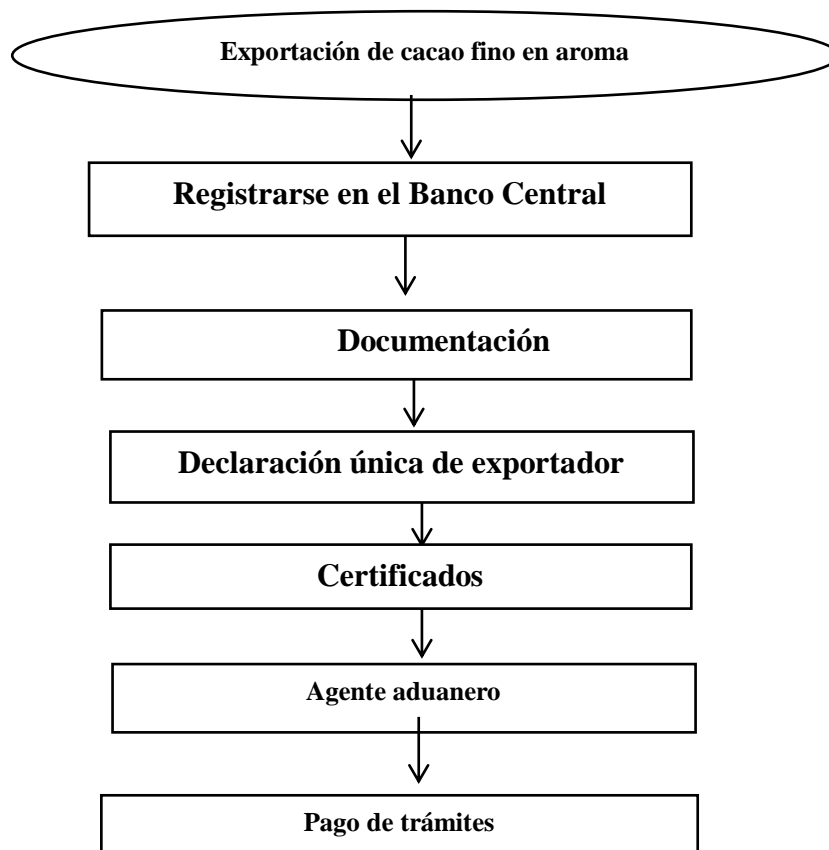 Exportación de cacao fino en aroma
Registrarse en el Banco Central
Documentación
Declaración única de exportador
Certificados
Agente aduanero
Pago de trámites